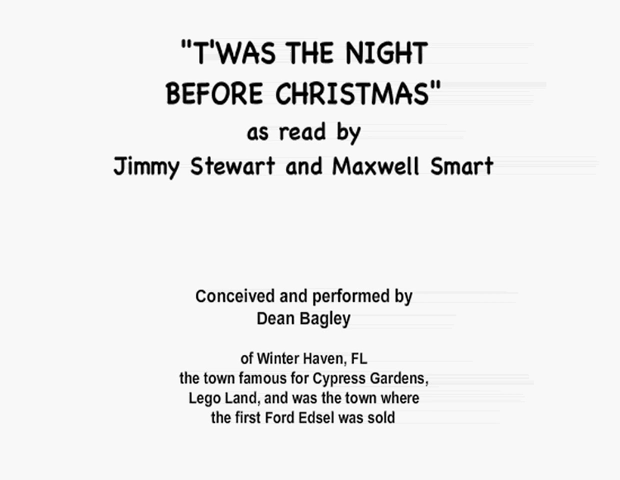 "T'WAS THE NIGHT
BEFORE CHRISTMAS"
as read by
Jimmy Stewart and Maxwell Smart
Conceived and performed by
Dean Bagley
of Winter Haven, FL
the town famous for Cypress Gardens,
Lego Land, and was the town where
the first Ford Edsel was sold